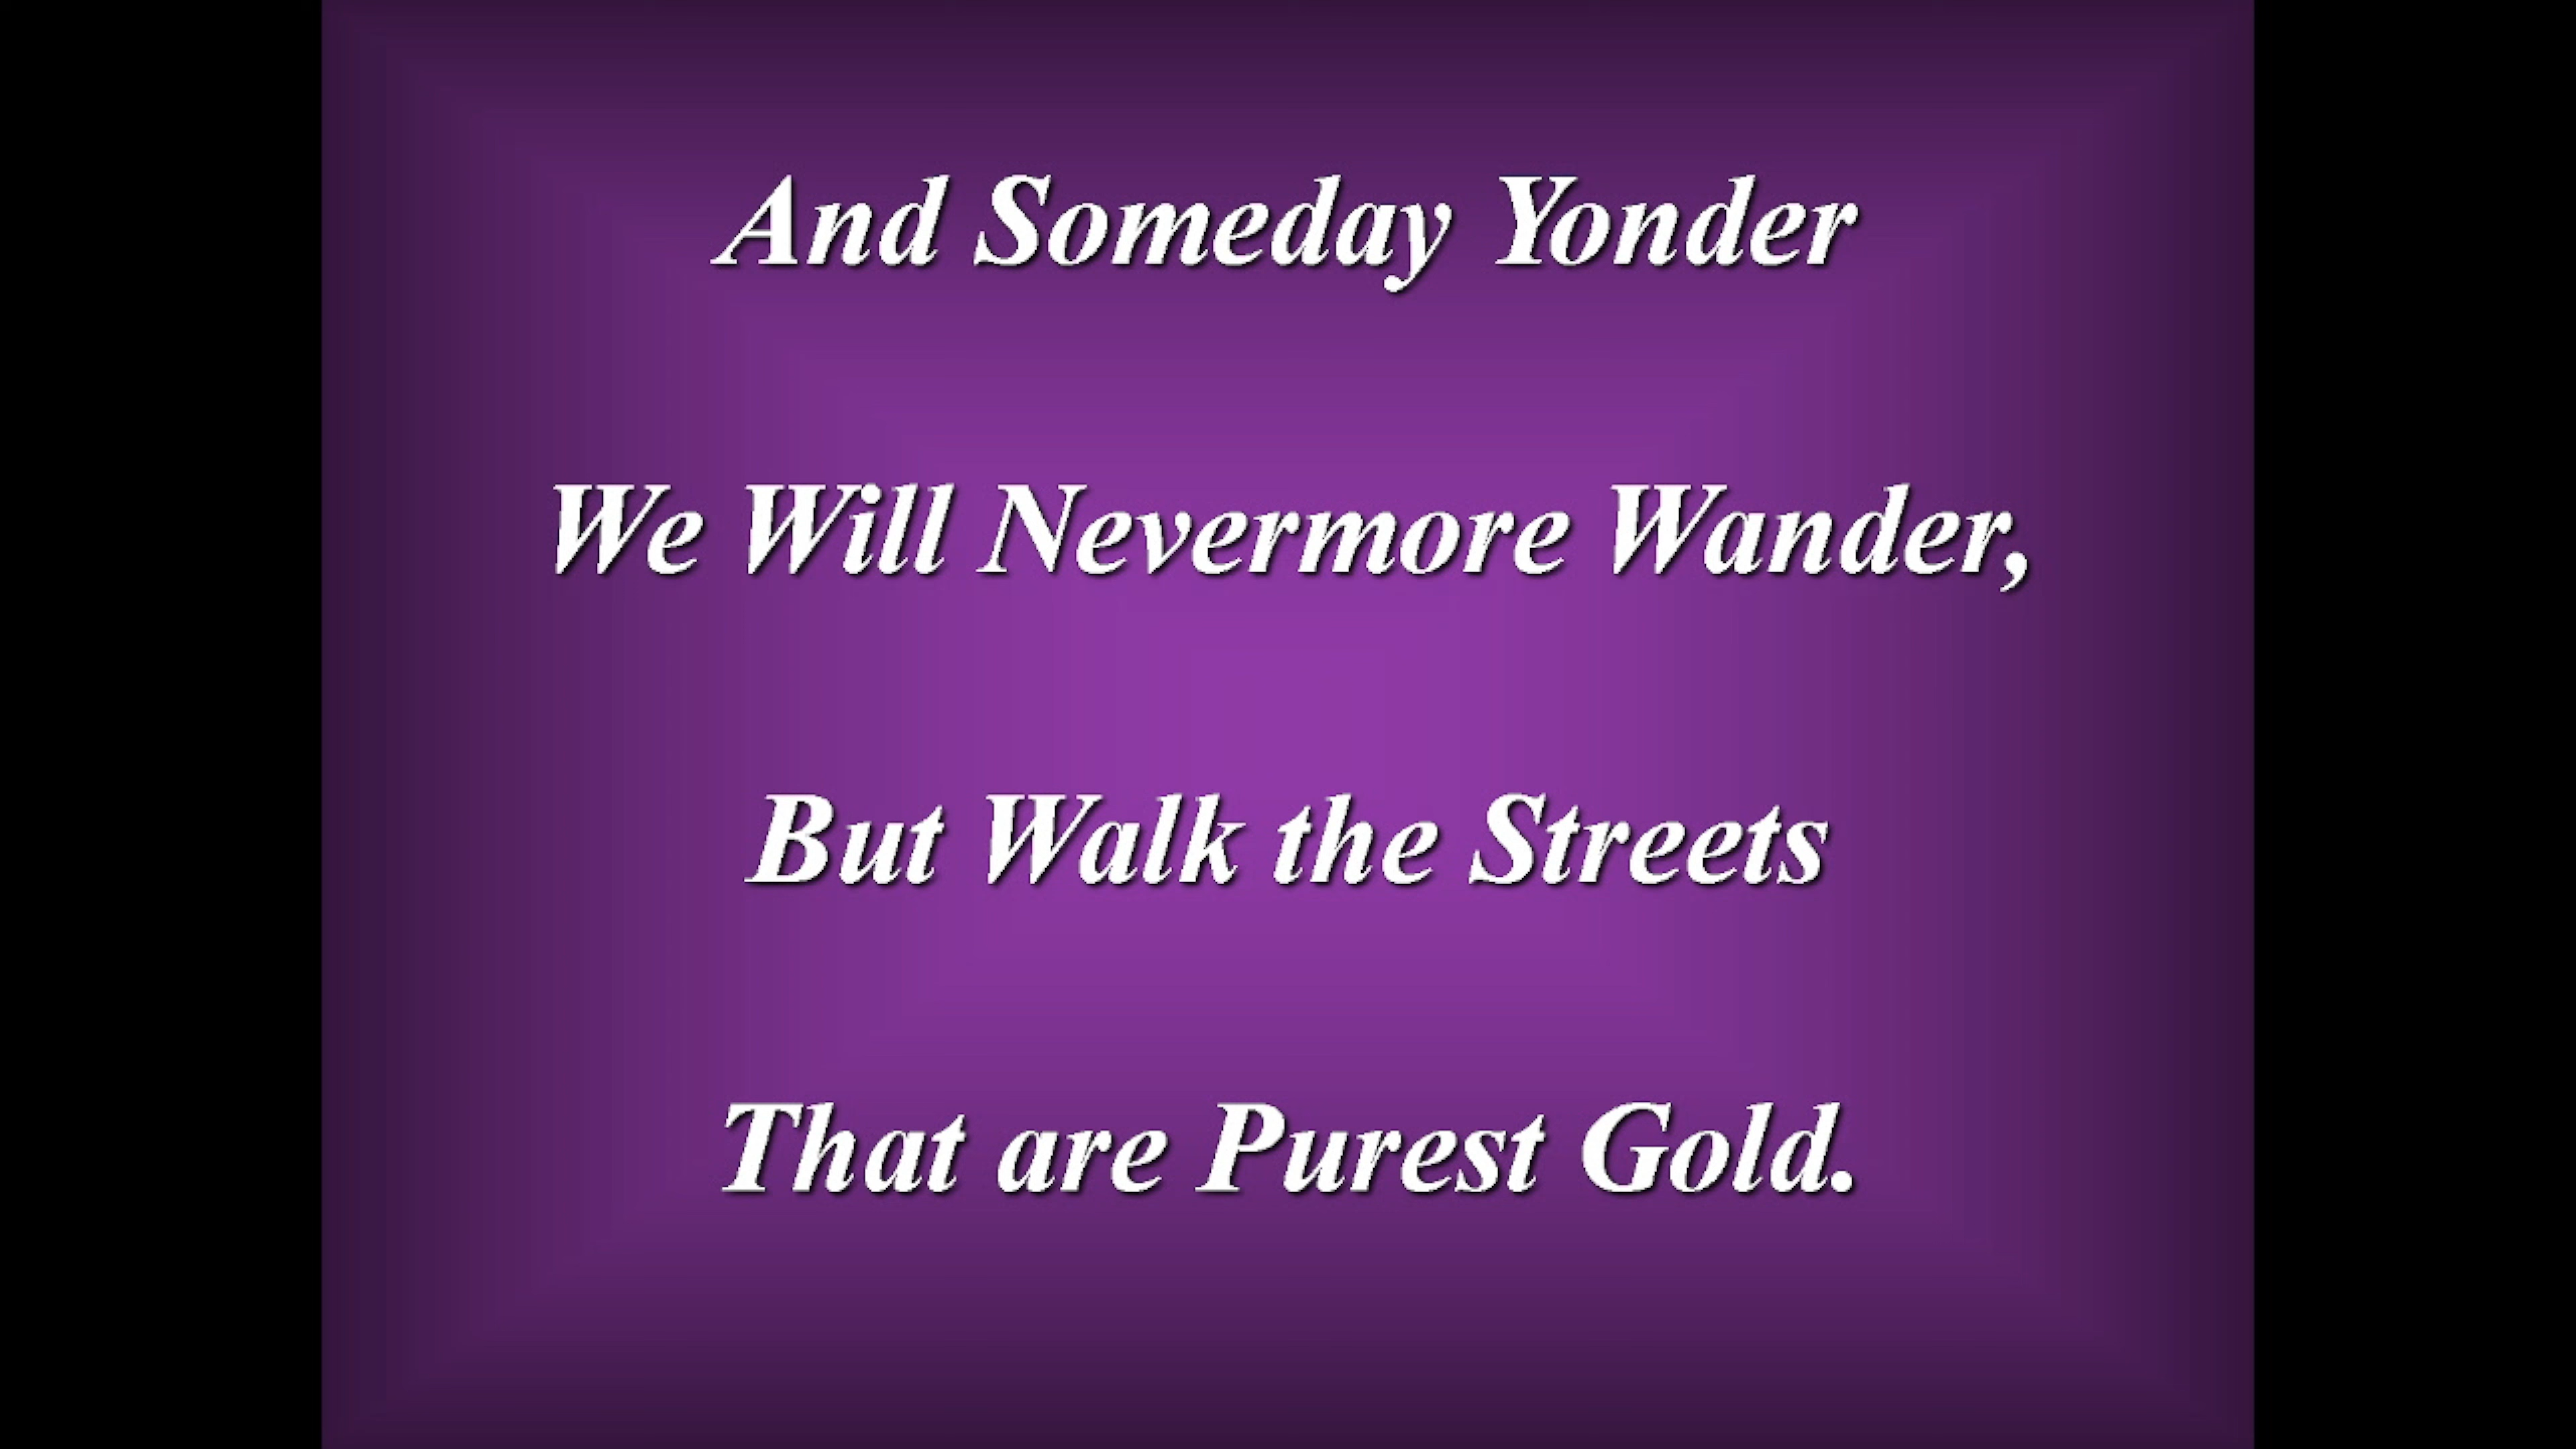 And Someday Yonder
We Will Nevermore Wander,
But Walk the Streets
That are Purest Gold.